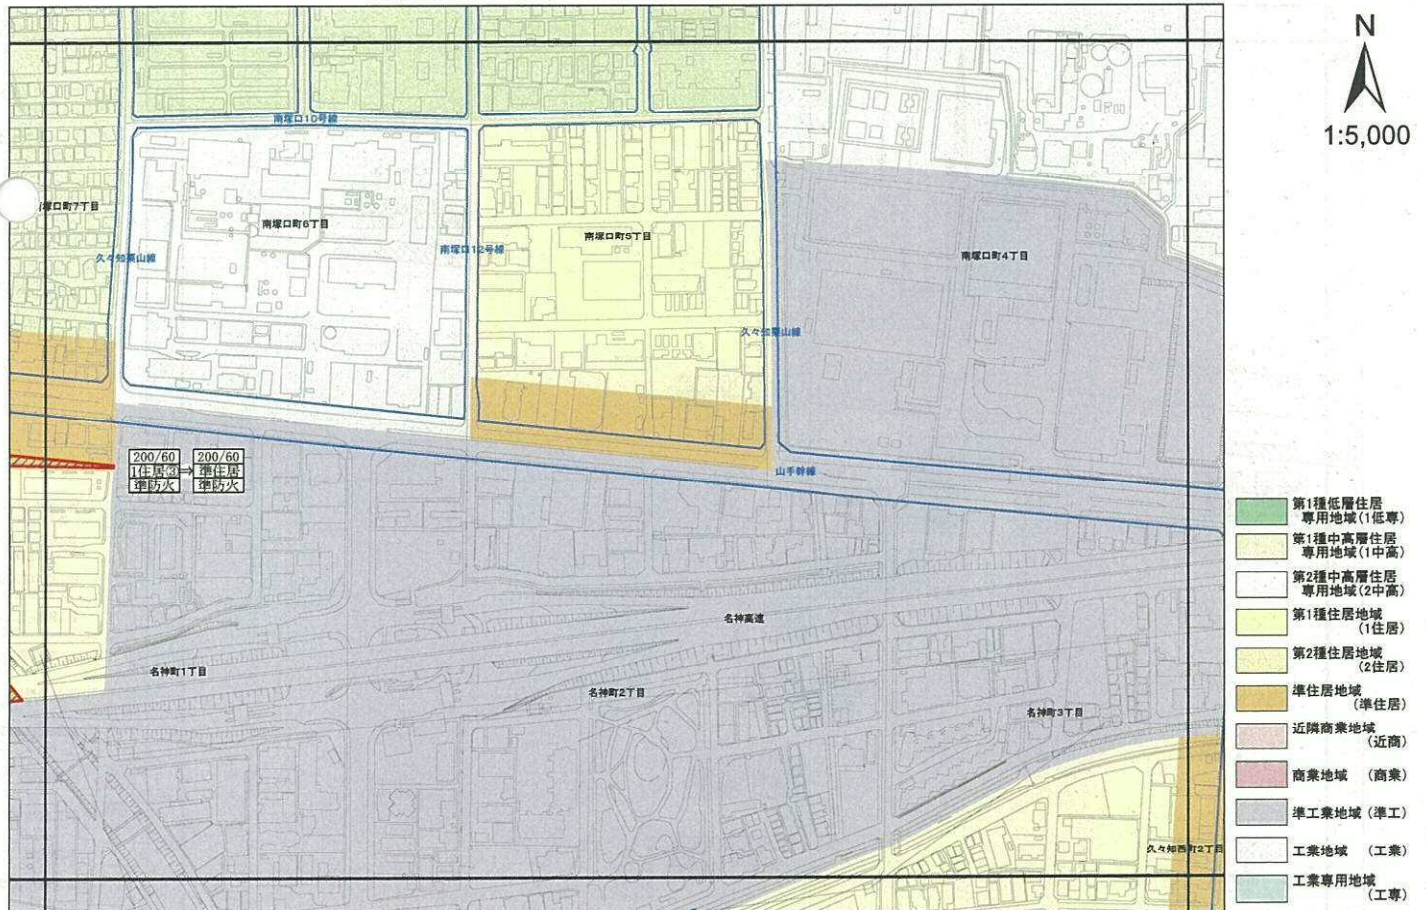 N
1:5,000
南塚口10号線
塚口町7丁目
南塚口町6丁目
南塚口12号線
南塚口町5丁目
南塚口町4丁目
久々知栗山線
久々知栗山線
山手幹線
200/60
1住居③
準防火
⇒
200/60
準住居
準防火
名神高速
名神町1丁目
名神町2丁目
名神町3丁目
久々知西町2丁目
第1種低層住居
専用地域(1低専)
第1種中高層住居
専用地域(1中高)
第2種中高層住居
専用地域(2中高)
第1種住居地域
(1住居)
第2種住居地域
(2住居)
準住居地域
(準住居)
近隣商業地域
(近商)
商業地域 (商業)
準工業地域(準工)
工業地域 (工業)
工業専用地域
(工専)